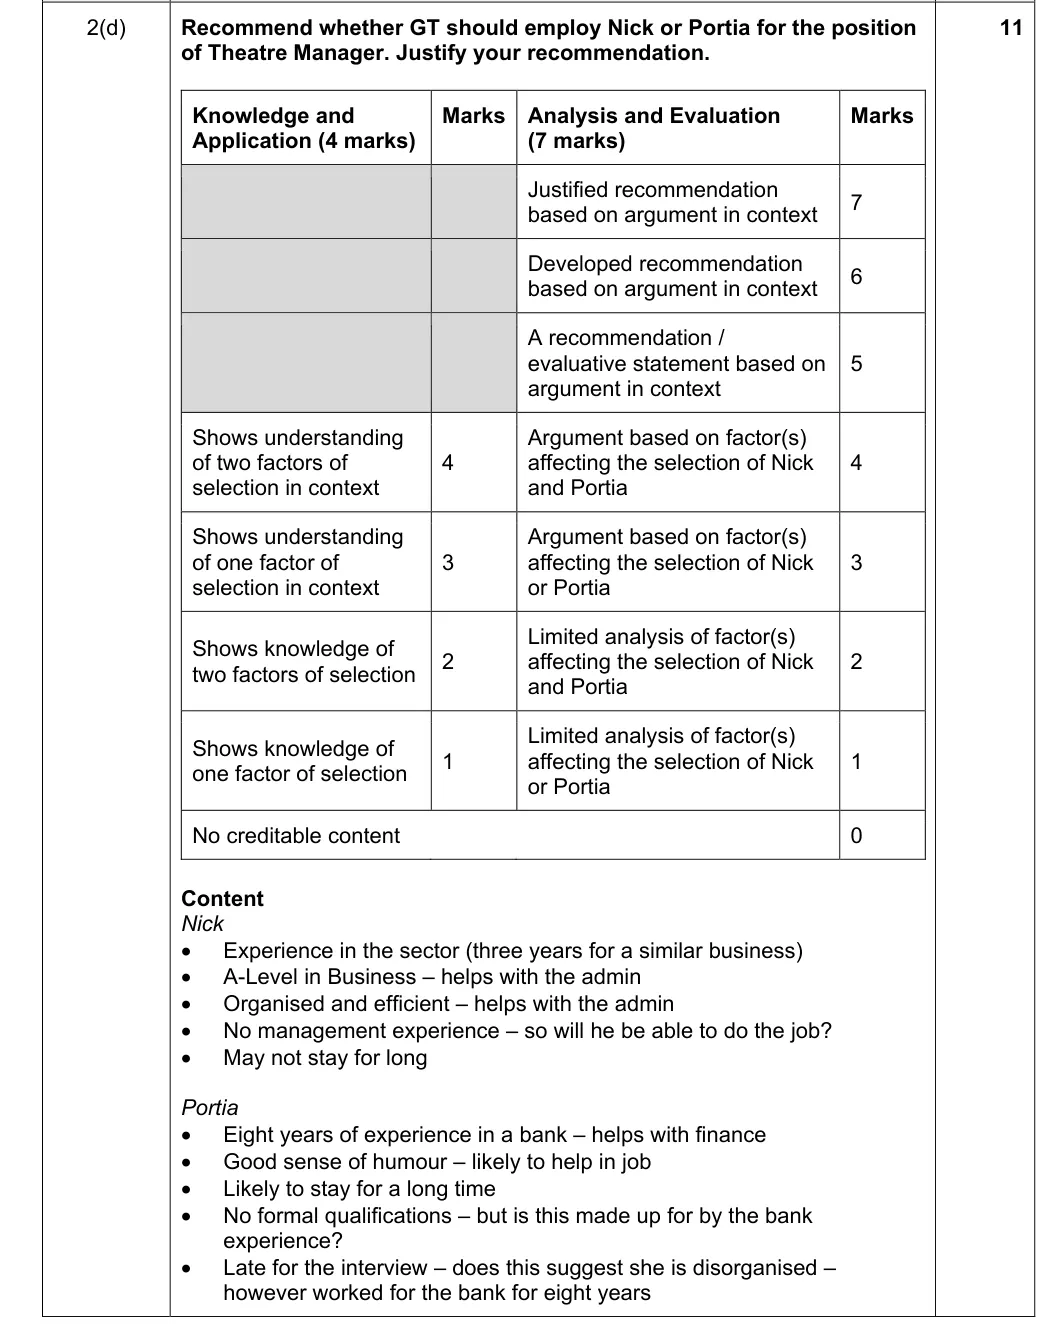 2(d)
Recommend whether GT should employ Nick or Portia for the position
of Theatre Manager. Justify your recommendation.
11
Knowledge and
Application (4 marks)
Marks
Analysis and Evaluation
(7 marks)
Marks
Justified recommendation
based on argument in context
7
Developed recommendation
based on argument in context
6
A recommendation /
evaluative statement based on
argument in context
5
Shows understanding
of two factors of
selection in context
4
Argument based on factor(s)
affecting the selection of Nick
and Portia
4
Shows understanding
of one factor of
selection in context
3
Argument based on factor(s)
affecting the selection of Nick
or Portia
3
Shows knowledge of
two factors of selection
2
Limited analysis of factor(s)
affecting the selection of Nick
and Portia
2
Shows knowledge of
one factor of selection
1
Limited analysis of factor(s)
affecting the selection of Nick
or Portia
1
No creditable content
0
Content
Nick
• Experience in the sector (three years for a similar business)
• A-Level in Business – helps with the admin
• Organised and efficient – helps with the admin
• No management experience – so will he be able to do the job?
• May not stay for long
Portia
• Eight years of experience in a bank – helps with finance
• Good sense of humour – likely to help in job
• Likely to stay for a long time
• No formal qualifications – but is this made up for by the bank
experience?
• Late for the interview – does this suggest she is disorganised –
however worked for the bank for eight years